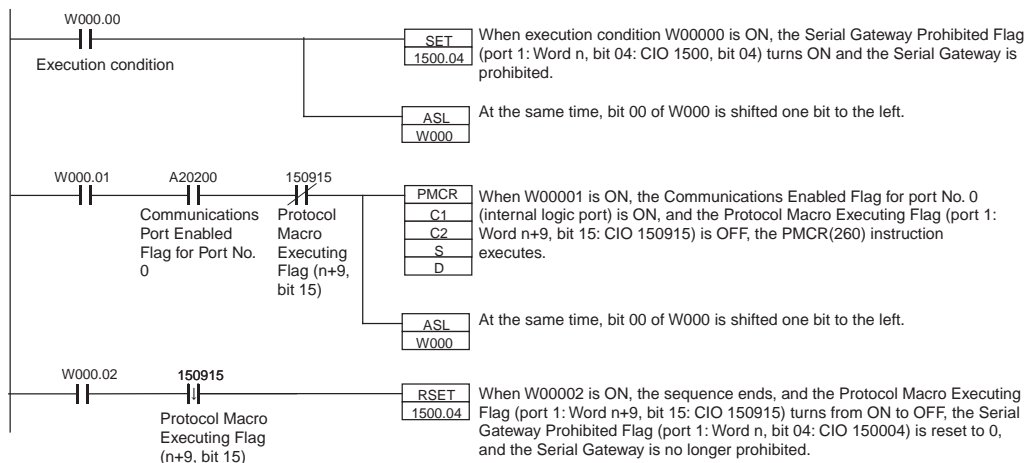 W000.00
Execution condition
SET
1500.04
When execution condition W00000 is ON, the Serial Gateway Prohibited Flag
(port 1: Word n, bit 04: CIO 1500, bit 04) turns ON and the Serial Gateway is
prohibited.
ASL
W000
At the same time, bit 00 of W000 is shifted one bit to the left.
W000.01
A20200
150915
Communications
Port Enabled
Flag for Port No.
0
Protocol
Macro
Executing
Flag (n+9,
bit 15)
PMCR
C1
C2
S
D
When W00001 is ON, the Communications Enabled Flag for port No. 0
(internal logic port) is ON, and the Protocol Macro Executing Flag (port 1:
Word n+9, bit 15: CIO 150915) is OFF, the PMCR(260) instruction
executes.
ASL
W000
At the same time, bit 00 of W000 is shifted one bit to the left.
W000.02
150915
Protocol Macro
Executing Flag
(n+9, bit 15)
RSET
1500.04
When W00002 is ON, the sequence ends, and the Protocol Macro Executing
Flag (port 1: Word n+9, bit 15: CIO 150915) turns from ON to OFF, the Serial
Gateway Prohibited Flag (port 1: Word n, bit 04: CIO 150004) is reset to 0,
and the Serial Gateway is no longer prohibited.